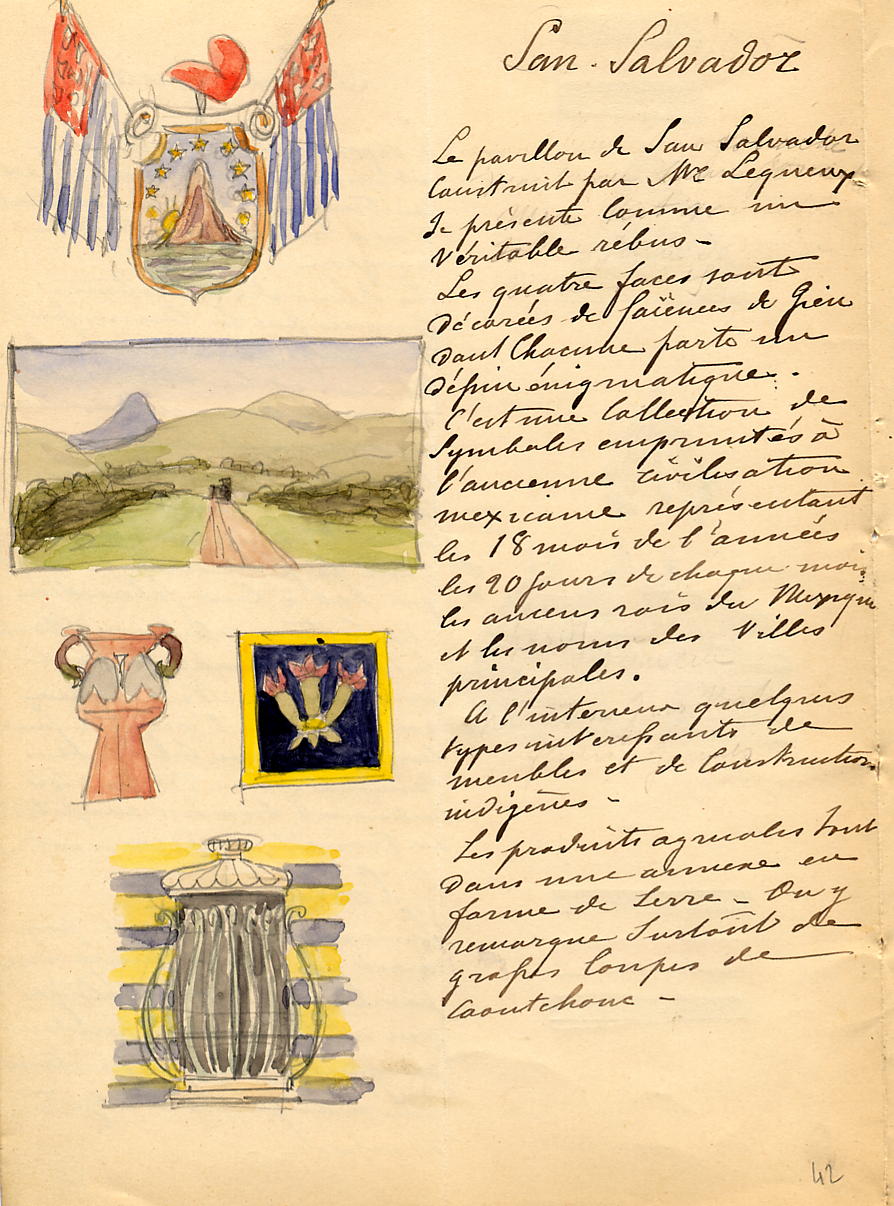 San-Salvador
Le pavillon de San Salvador
Construit par Mr Lequeux
se présente comme un
véritable rébus -
Les quatre faces sont
décorées de faïences de Gien
dont Chacune porte un
dessin énigmatique.
C'est une Collection de
Symboles empruntés à
l'ancienne civilisation
mexicaine représentant
les 18 mois de l'années
les 20 jours de chaque mois
les anciens rois du Mexique
et les noms des Villes
principales.
A l'interieur quelques
types interessants de
meubles et de Construction
indigènes -
Les produits agricoles sont
dans une annexe en
forme de Serre - On y
remarque Surtout de
grosses loupes de
Caoutchouc -
42